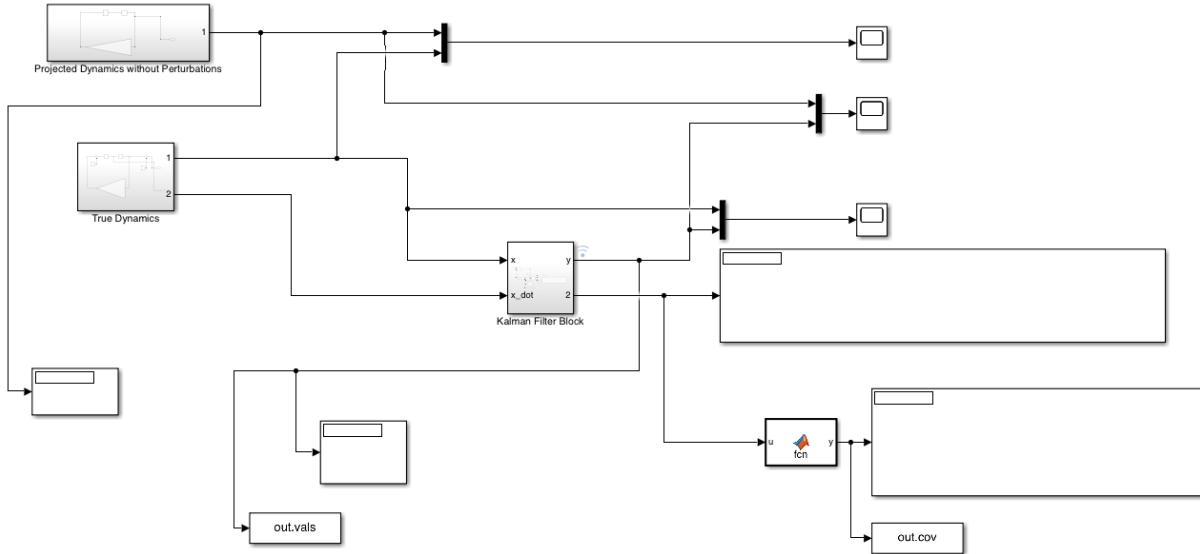 1
Projected Dynamics without Perturbations
1
2
True Dynamics
x
y
x_dot
2
Kalman Filter Block
u
y
fcn
out.vals
out.cov